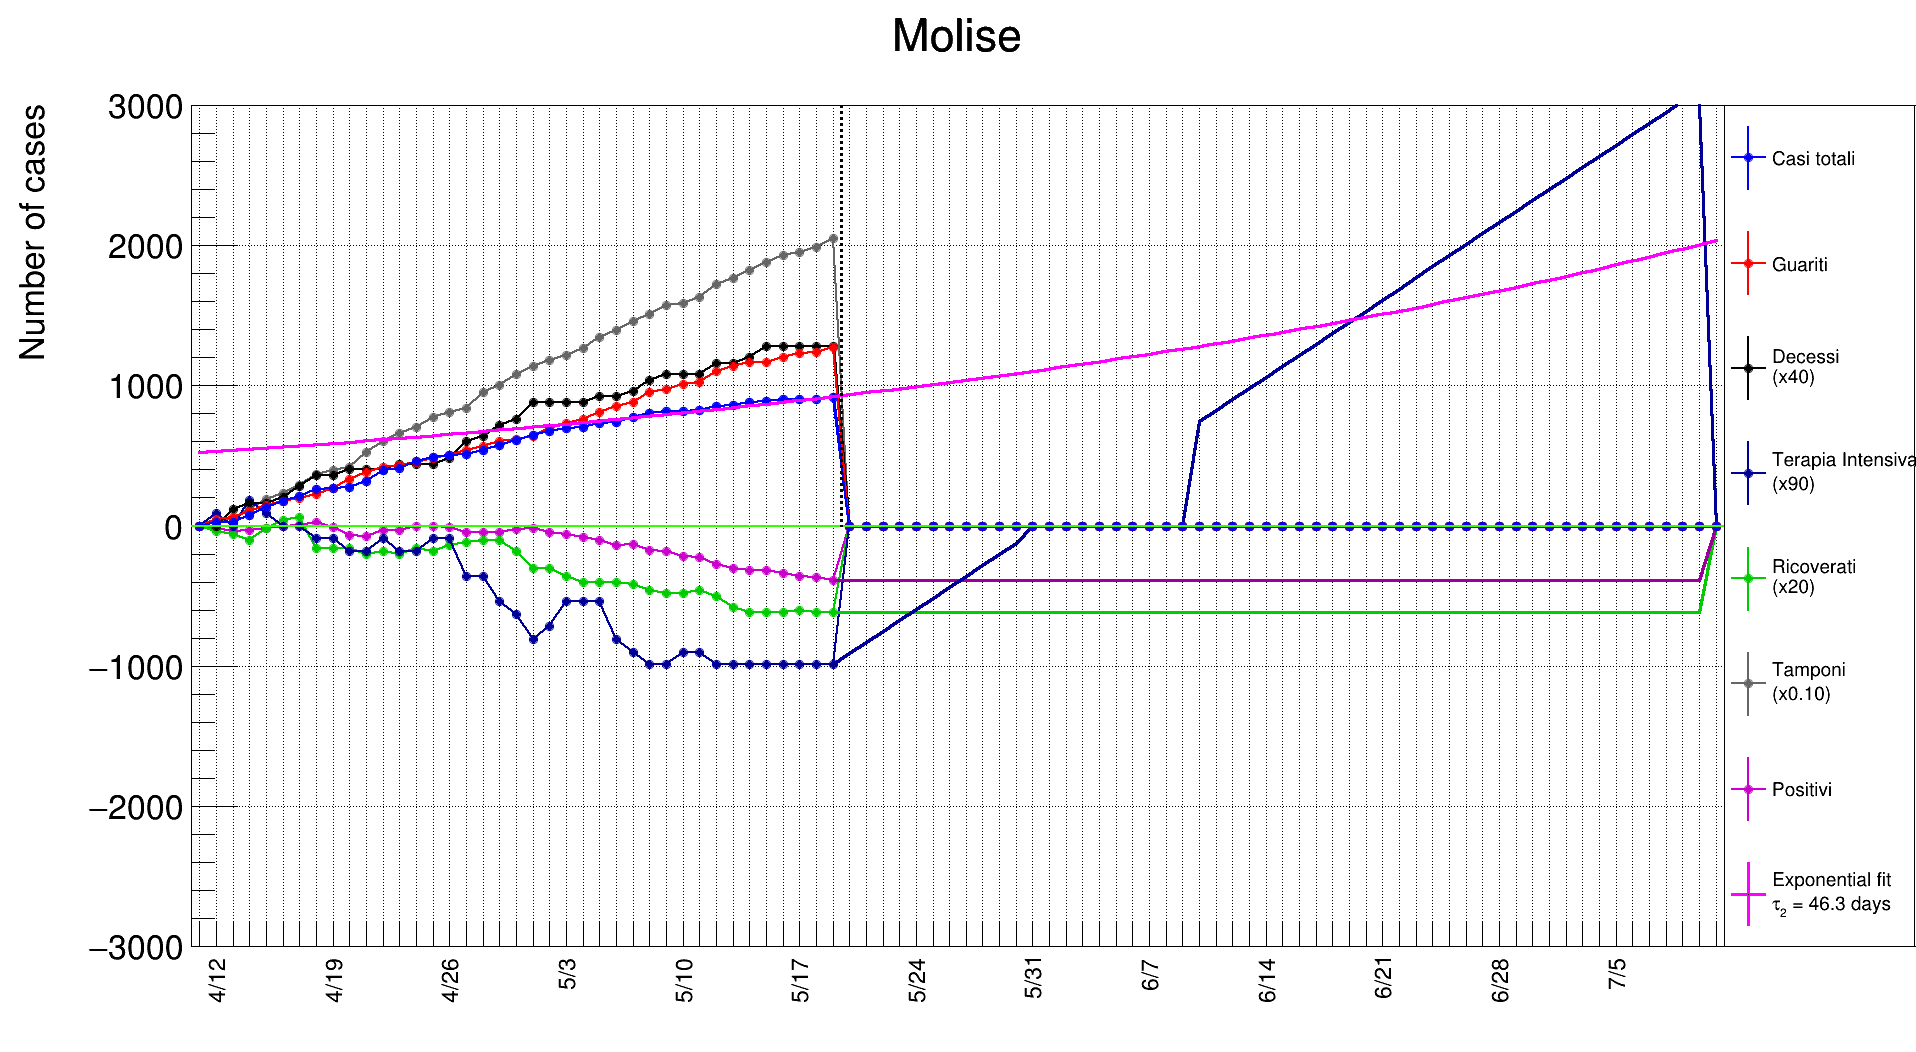 Molise
Number of cases
3000
2000
1000
0
−1000
−2000
−3000
4/12
4/19
4/26
5/3
5/10
5/17
5/24
5/31
6/7
6/14
6/21
6/28
7/5
Casi totali
Guariti
Decessi
(x40)
Terapia Intensiva
(x90)
Ricoverati
(x20)
Tamponi
(x0.10)
Positivi
Exponential fit
τ2 = 46.3 days